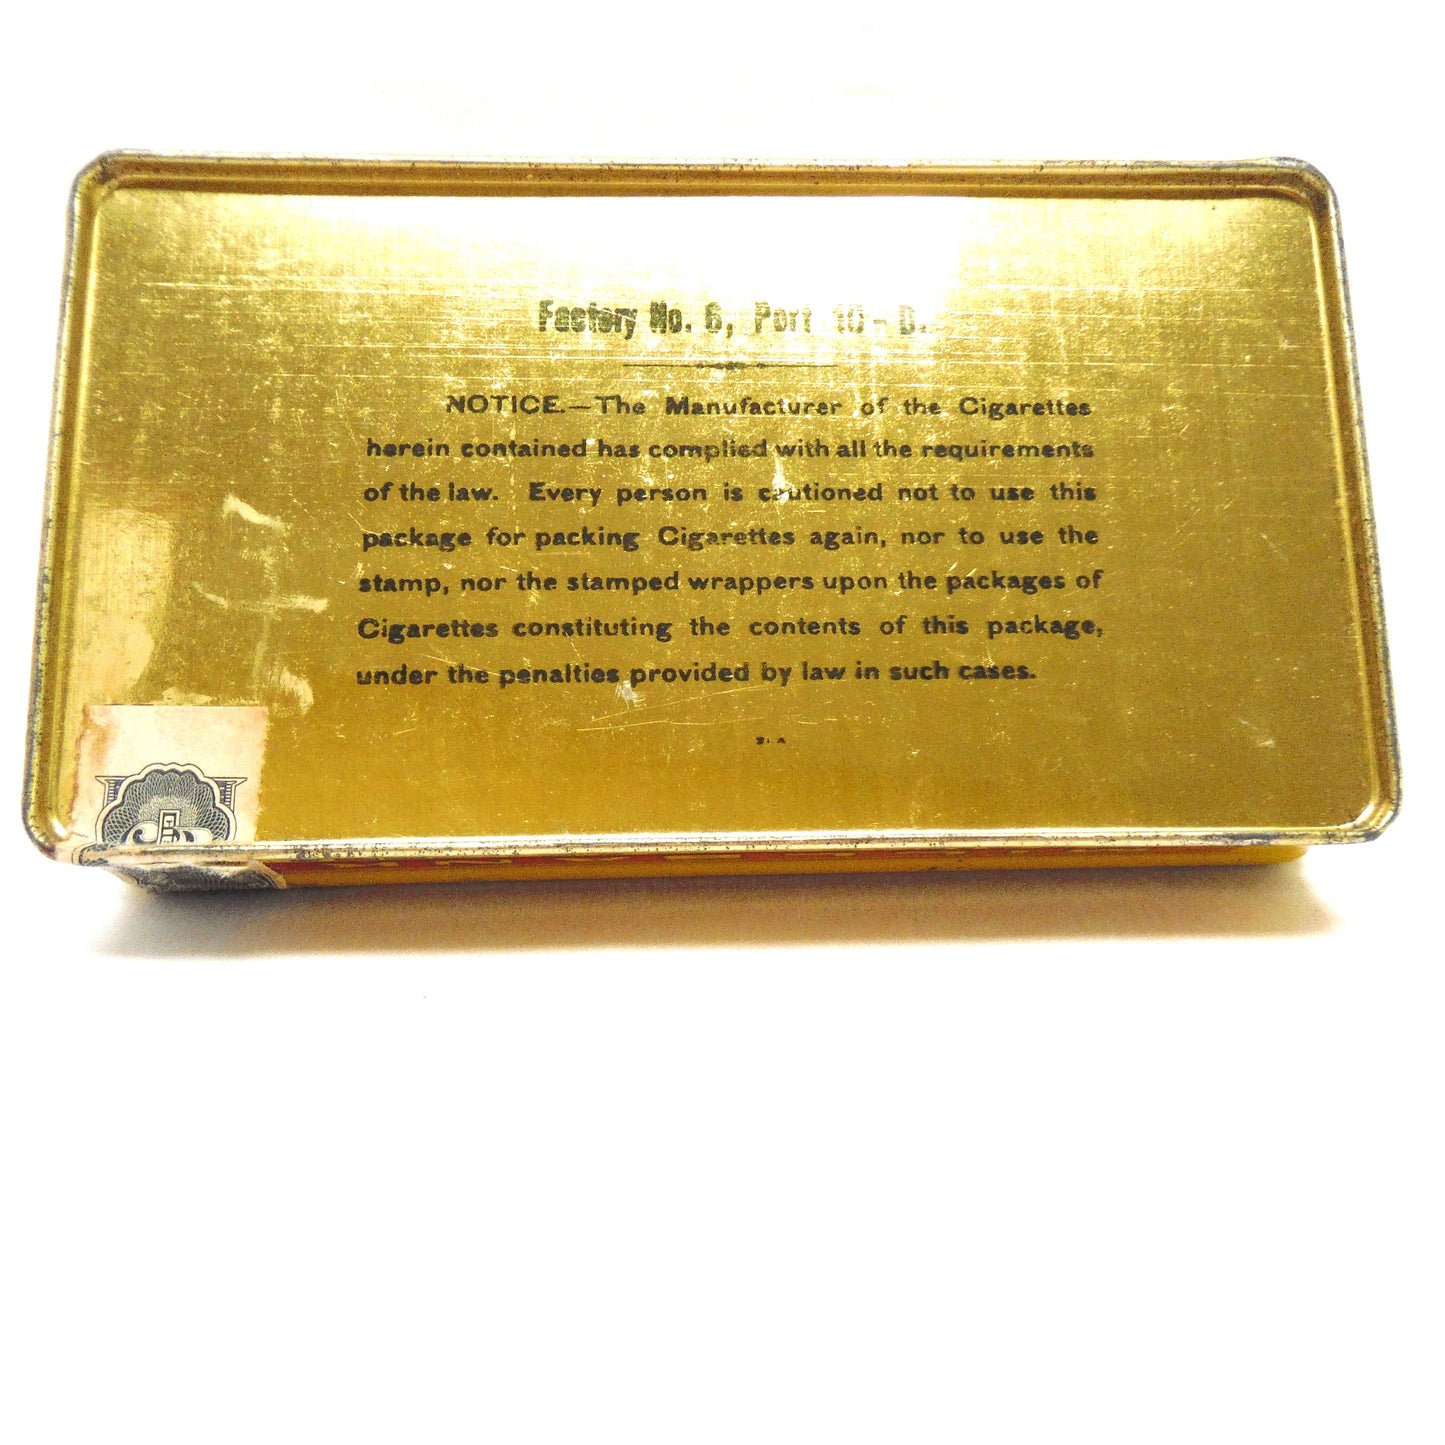 Factory No. 6, Port 10-D.
NOTICE.—The Manufacturer of the Cigarettes
herein contained has complied with all the requirements
of the law. Every person is cautioned not to use this
package for packing Cigarettes again, nor to use the
stamp, nor the stamped wrappers upon the packages of
Cigarettes constituting the contents of this package,
under the penalties provided by law in such cases.